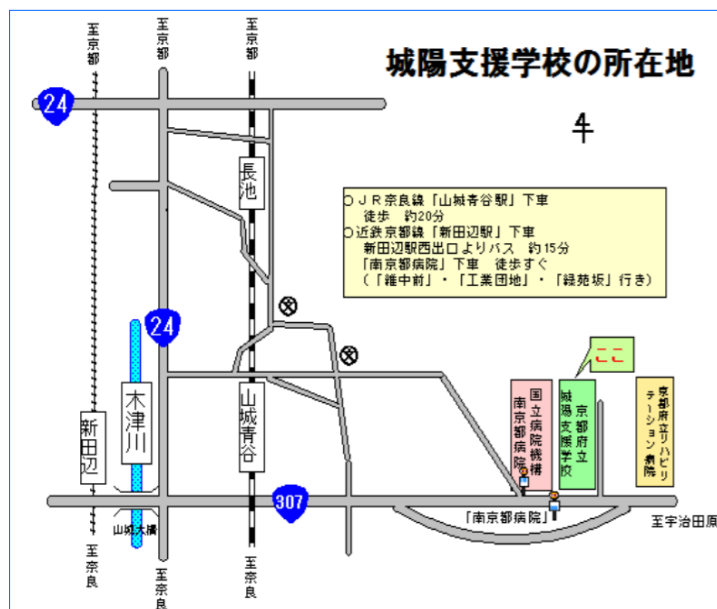 至京都
至京都
至京都
城陽支援学校の所在地
24
長池
○JR奈良線「山城青谷駅」下車
徒歩 約20分
○近鉄京都線「新田辺駅」下車
新田辺駅西出口よりバス 約15分
「南京都病院」下車 徒歩すぐ
(「維中前」・「工業団地」・「緑苑坂」行き)
24
ここ
木津川
新田辺
山城青谷
国立病院機構
南京都病院
京都府立
城陽支援学校
京都府立リハビリ
テーション病院
307
「南京都病院」
至宇治田原
山城大橋
至奈良
至奈良
至奈良